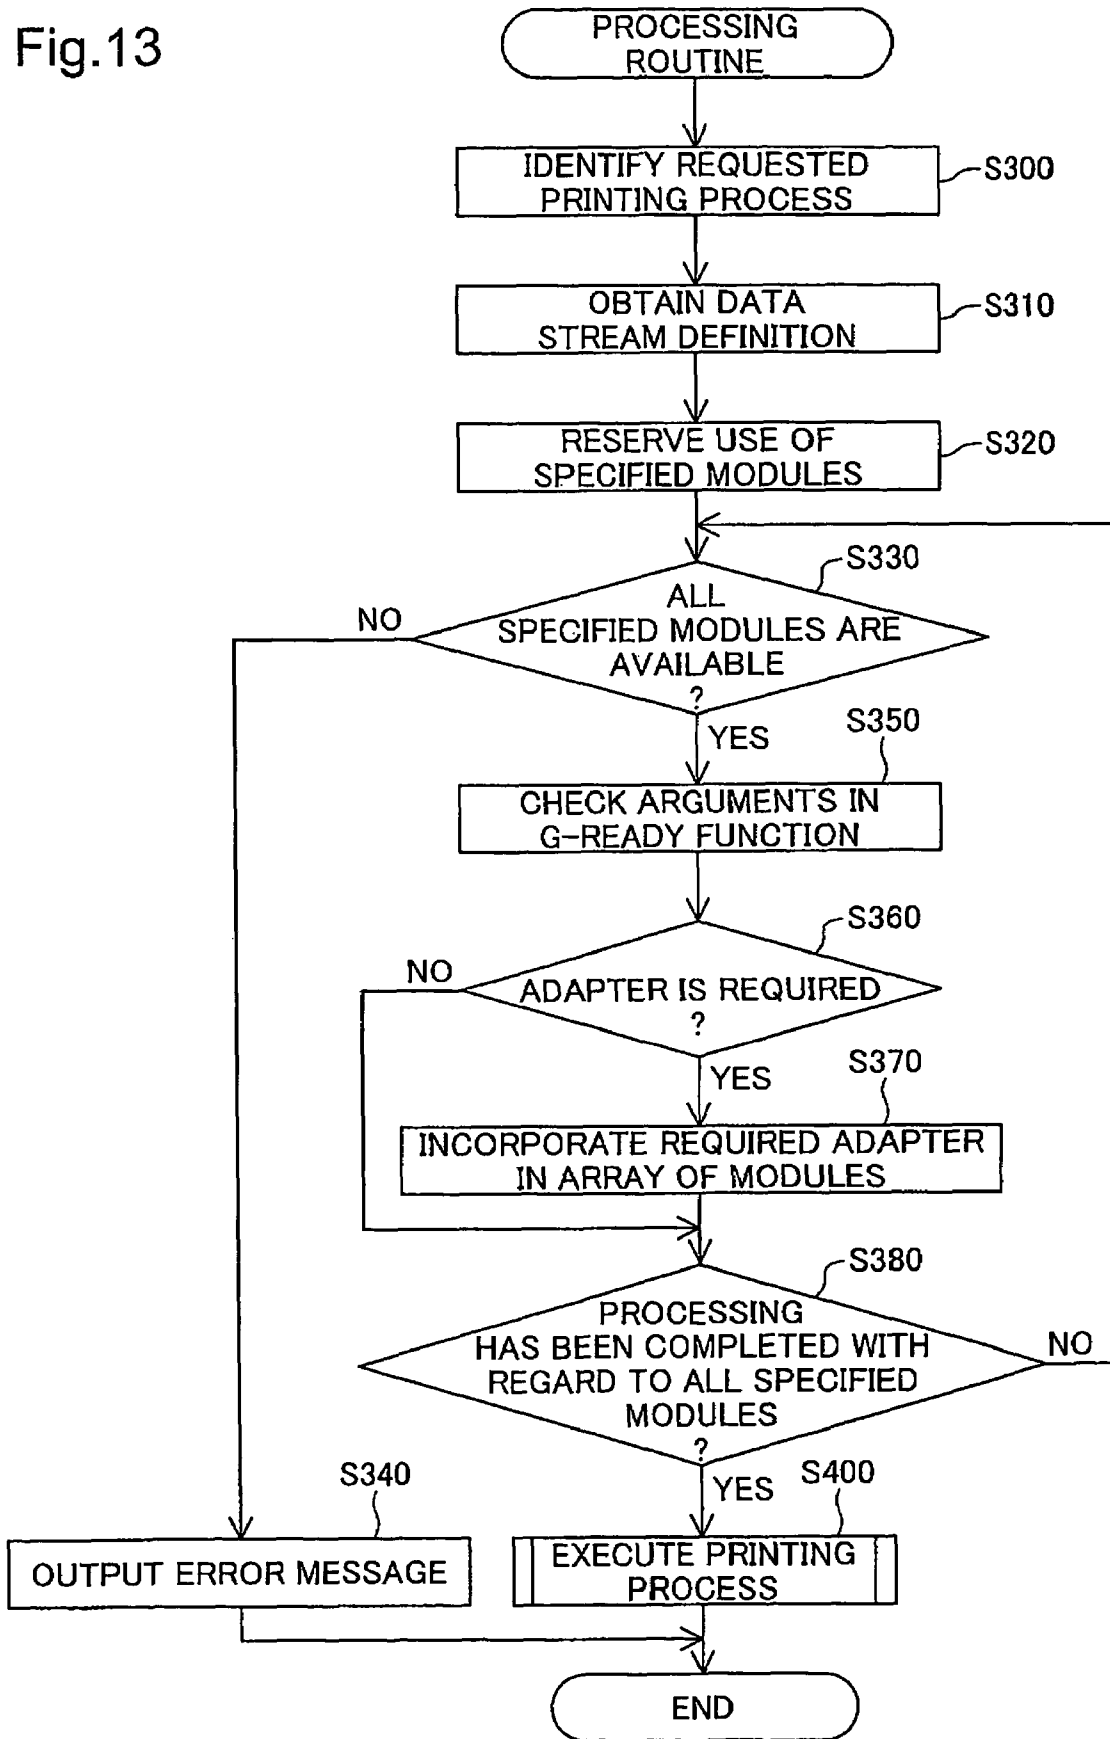 Fig.13
PROCESSING
ROUTINE
IDENTIFY REQUESTED
PRINTING PROCESS
S300
OBTAIN DATA
STREAM DEFINITION
S310
RESERVE USE OF
SPECIFIED MODULES
S320
S330
NO
ALL
SPECIFIED MODULES ARE
AVAILABLE
?
YES
S350
CHECK ARGUMENTS IN
G-READY FUNCTION
S360
NO
ADAPTER IS REQUIRED
?
YES
S370
INCORPORATE REQUIRED ADAPTER
IN ARRAY OF MODULES
S380
PROCESSING
HAS BEEN COMPLETED WITH
REGARD TO ALL SPECIFIED
MODULES
?
NO
YES
S340
S400
OUTPUT ERROR MESSAGE
EXECUTE PRINTING
PROCESS
END